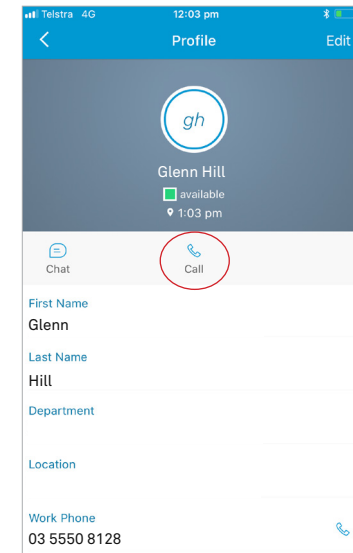 Telstra 4G 12:03 pm
Profile Edit
gh
Glenn Hill
available
1:03 pm
Chat Call
First Name
Glenn
Last Name
Hill
Department
Location
Work Phone
03 5550 8128